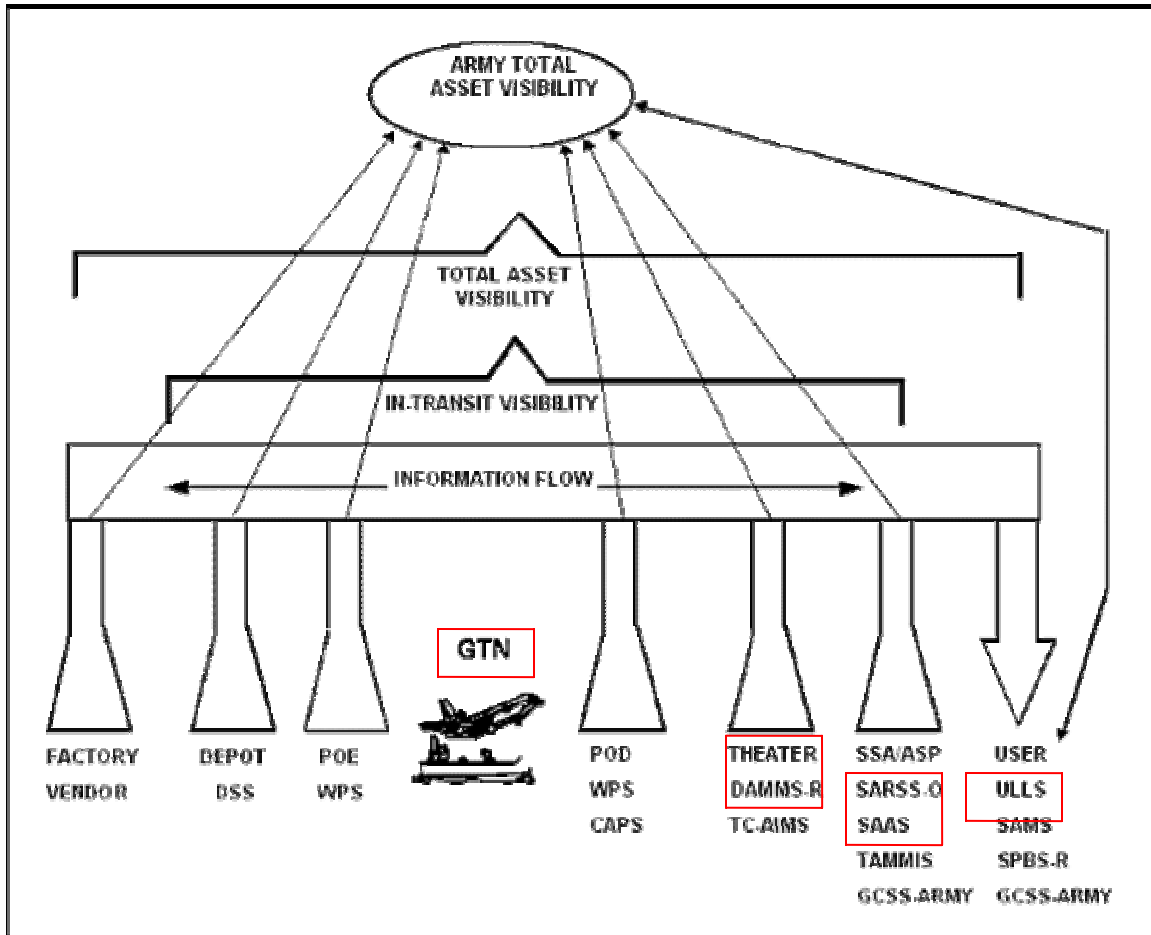 ARMY TOTAL
ASSET VISIBILITY
TOTAL ASSET
VISIBILITY
IN-TRANSIT VISIBILITY
INFORMATION FLOW
GTN
FACTORY
VENDOR
DEPOT
DSS
POE
WPS
POD
WPS
CAPS
THEATER
DAMMS-R
TC-AIMS
SSA/ASP
SARSS-O
SAAS
TAMMIS
GCSS-ARMY
USER
ULLS
SAMS
SPBS-R
GCSS-ARMY